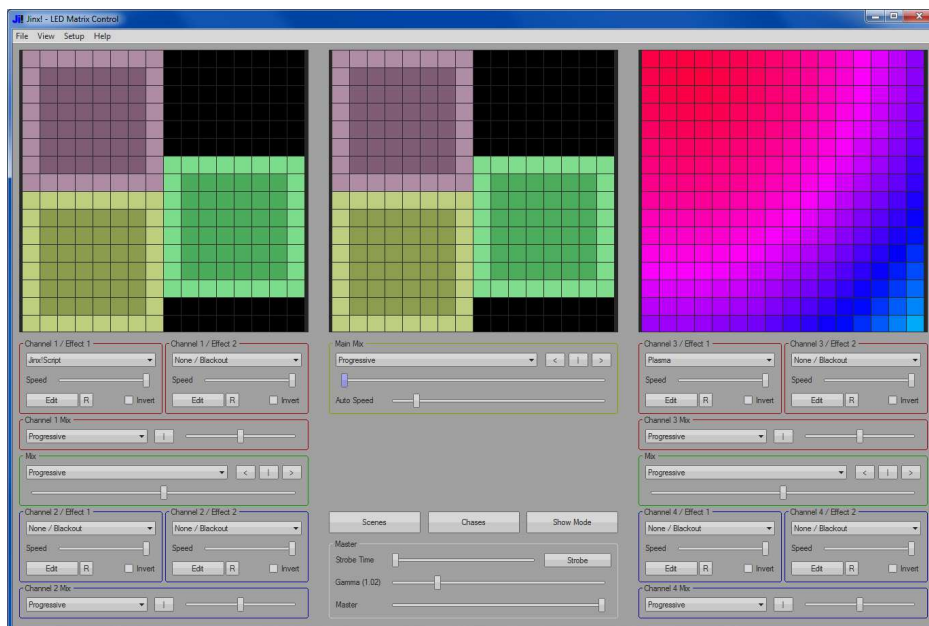 Ji! Jinx! - LED Matrix Control
File View Setup Help
Channel 1 / Effect 1
Jinx!Script
Speed
Edit R Invert
Channel 1 / Effect 2
None / Blackout
Speed
Edit R Invert
Channel 1 Mix
Progressive |
Mix
Progressive < | >
Channel 2 / Effect 1
None / Blackout
Speed
Edit R Invert
Channel 2 / Effect 2
None / Blackout
Speed
Edit R Invert
Channel 2 Mix
Progressive |
Main Mix
Progressive < | >
Auto Speed
Scenes Chases Show Mode
Master
Strobe Time Strobe
Gamma (1.02)
Master
Channel 3 / Effect 1
Plasma
Speed
Edit R Invert
Channel 3 / Effect 2
None / Blackout
Speed
Edit R Invert
Channel 3 Mix
Progressive |
Mix
Progressive < | >
Channel 4 / Effect 1
None / Blackout
Speed
Edit R Invert
Channel 4 / Effect 2
None / Blackout
Speed
Edit R Invert
Channel 4 Mix
Progressive |